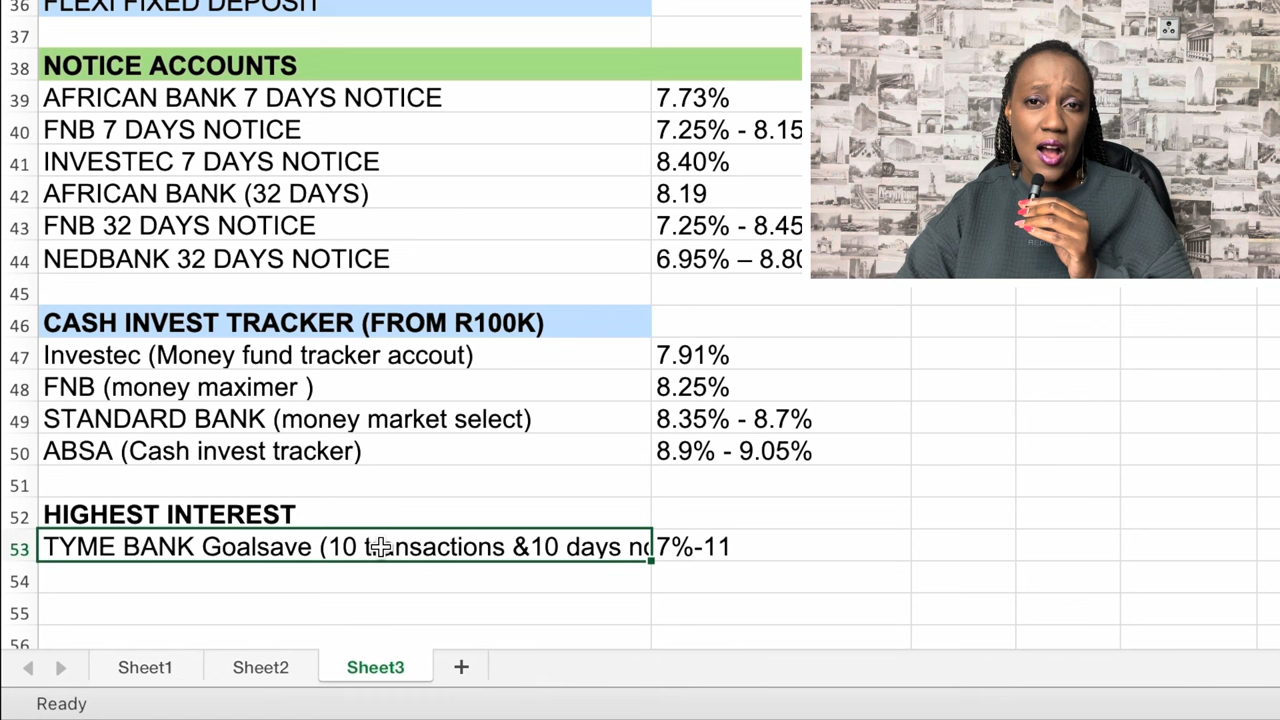 36 FLEXI FIXED DEPOSIT
37
38 NOTICE ACCOUNTS
39 AFRICAN BANK 7 DAYS NOTICE 7.73%
40 FNB 7 DAYS NOTICE 7.25% - 8.15
41 INVESTEC 7 DAYS NOTICE 8.40%
42 AFRICAN BANK (32 DAYS) 8.19
43 FNB 32 DAYS NOTICE 7.25% - 8.45
44 NEDBANK 32 DAYS NOTICE 6.95% – 8.80
45
46 CASH INVEST TRACKER (FROM R100K)
47 Investec (Money fund tracker accout) 7.91%
48 FNB (money maximer ) 8.25%
49 STANDARD BANK (money market select) 8.35% - 8.7%
50 ABSA (Cash invest tracker) 8.9% - 9.05%
51
52 HIGHEST INTEREST
53 TYME BANK Goalsave (10 transactions &10 days no 7%-11
54
55
56
Sheet1 Sheet2 Sheet3 +
Ready